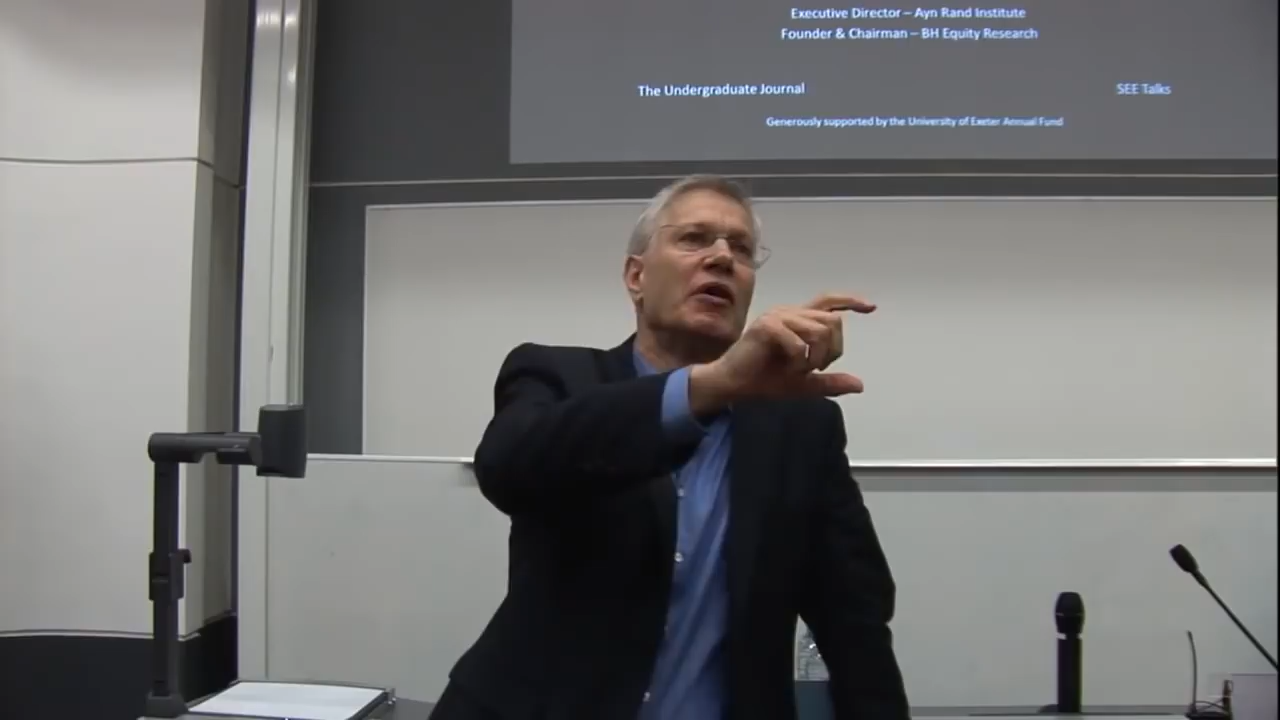 Executive Director – Ayn Rand Institute
Founder & Chairman – BH Equity Research
The Undergraduate Journal
SEE Talks
Generously supported by the University of Exeter Annual Fund